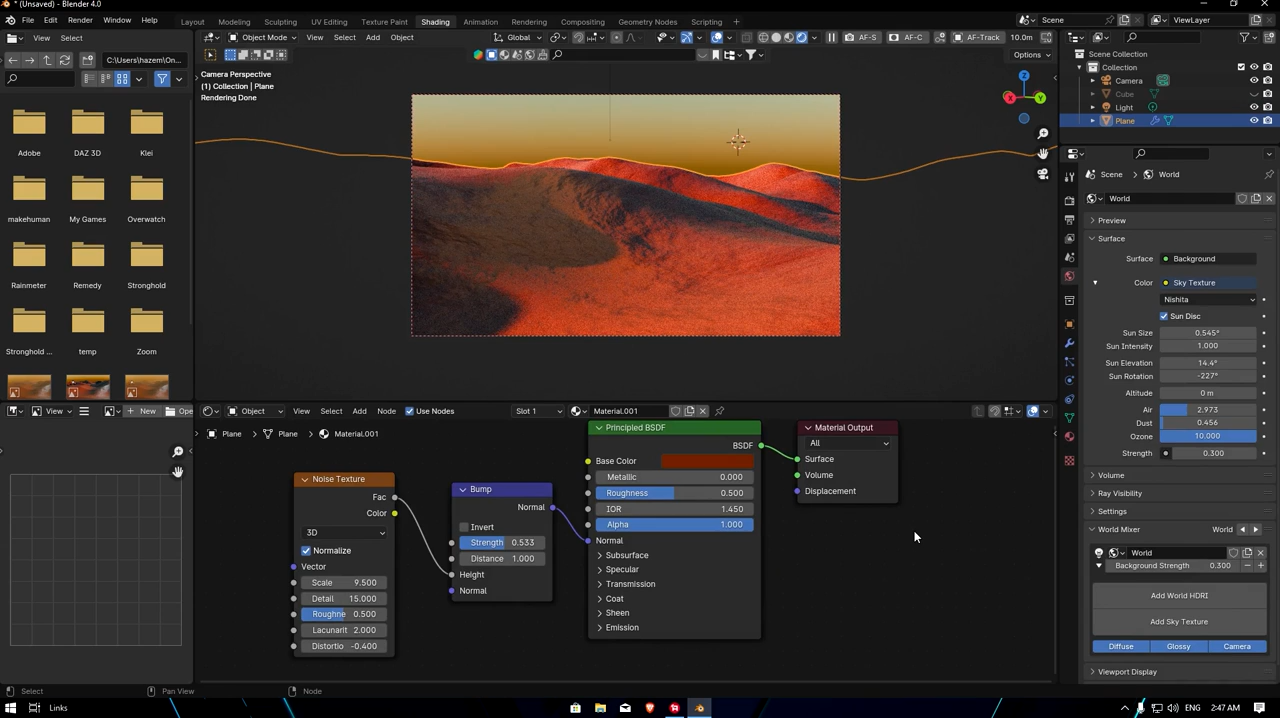 * (Unsaved) - Blender 4.0
File Edit Render Window Help
Layout Modeling Sculpting UV Editing Texture Paint Shading Animation Rendering Compositing Geometry Nodes Scripting
Scene ViewLayer
View Select
Object Mode View Select Add Object Global AF-S AF-C AF-Track 10.0m
C:\Users\hazem\On...
Options
Camera Perspective
(1) Collection | Plane
Rendering Done
Adobe DAZ 3D Klei
makehuman My Games Overwatch
Rainmeter Remedy Stronghold
Stronghold ... temp Zoom
X Y Z
Scene Collection
Collection
Camera
Cube
Light
Plane
Scene > World
World
Preview
Surface
Surface Background
Color Sky Texture
Nishita
Sun Disc
Sun Size 0.545°
Sun Intensity 1.000
Sun Elevation 14.4°
Sun Rotation -227°
Altitude 0 m
Air 2.973
Dust 0.456
Ozone 10.000
Strength 0.300
Volume
Ray Visibility
Settings
World Mixer World
World
Background Strength 0.300
Add World HDRI
Add Sky Texture
Diffuse Glossy Camera
Viewport Display
View New Ope
Object View Select Add Node Use Nodes Slot 1 Material.001
Plane > Plane > Material.001
Noise Texture
Fac
Color
3D
Normalize
Vector
Scale 9.500
Detail 15.000
Roughne 0.500
Lacunarit 2.000
Distortio -0.400
Bump
Normal
Invert
Strength 0.533
Distance 1.000
Height
Normal
Principled BSDF
BSDF
Base Color
Metallic 0.000
Roughness 0.500
IOR 1.450
Alpha 1.000
Normal
Subsurface
Specular
Transmission
Coat
Sheen
Emission
Material Output
All
Surface
Volume
Displacement
Select Pan View Node
Links ENG 2:47 AM